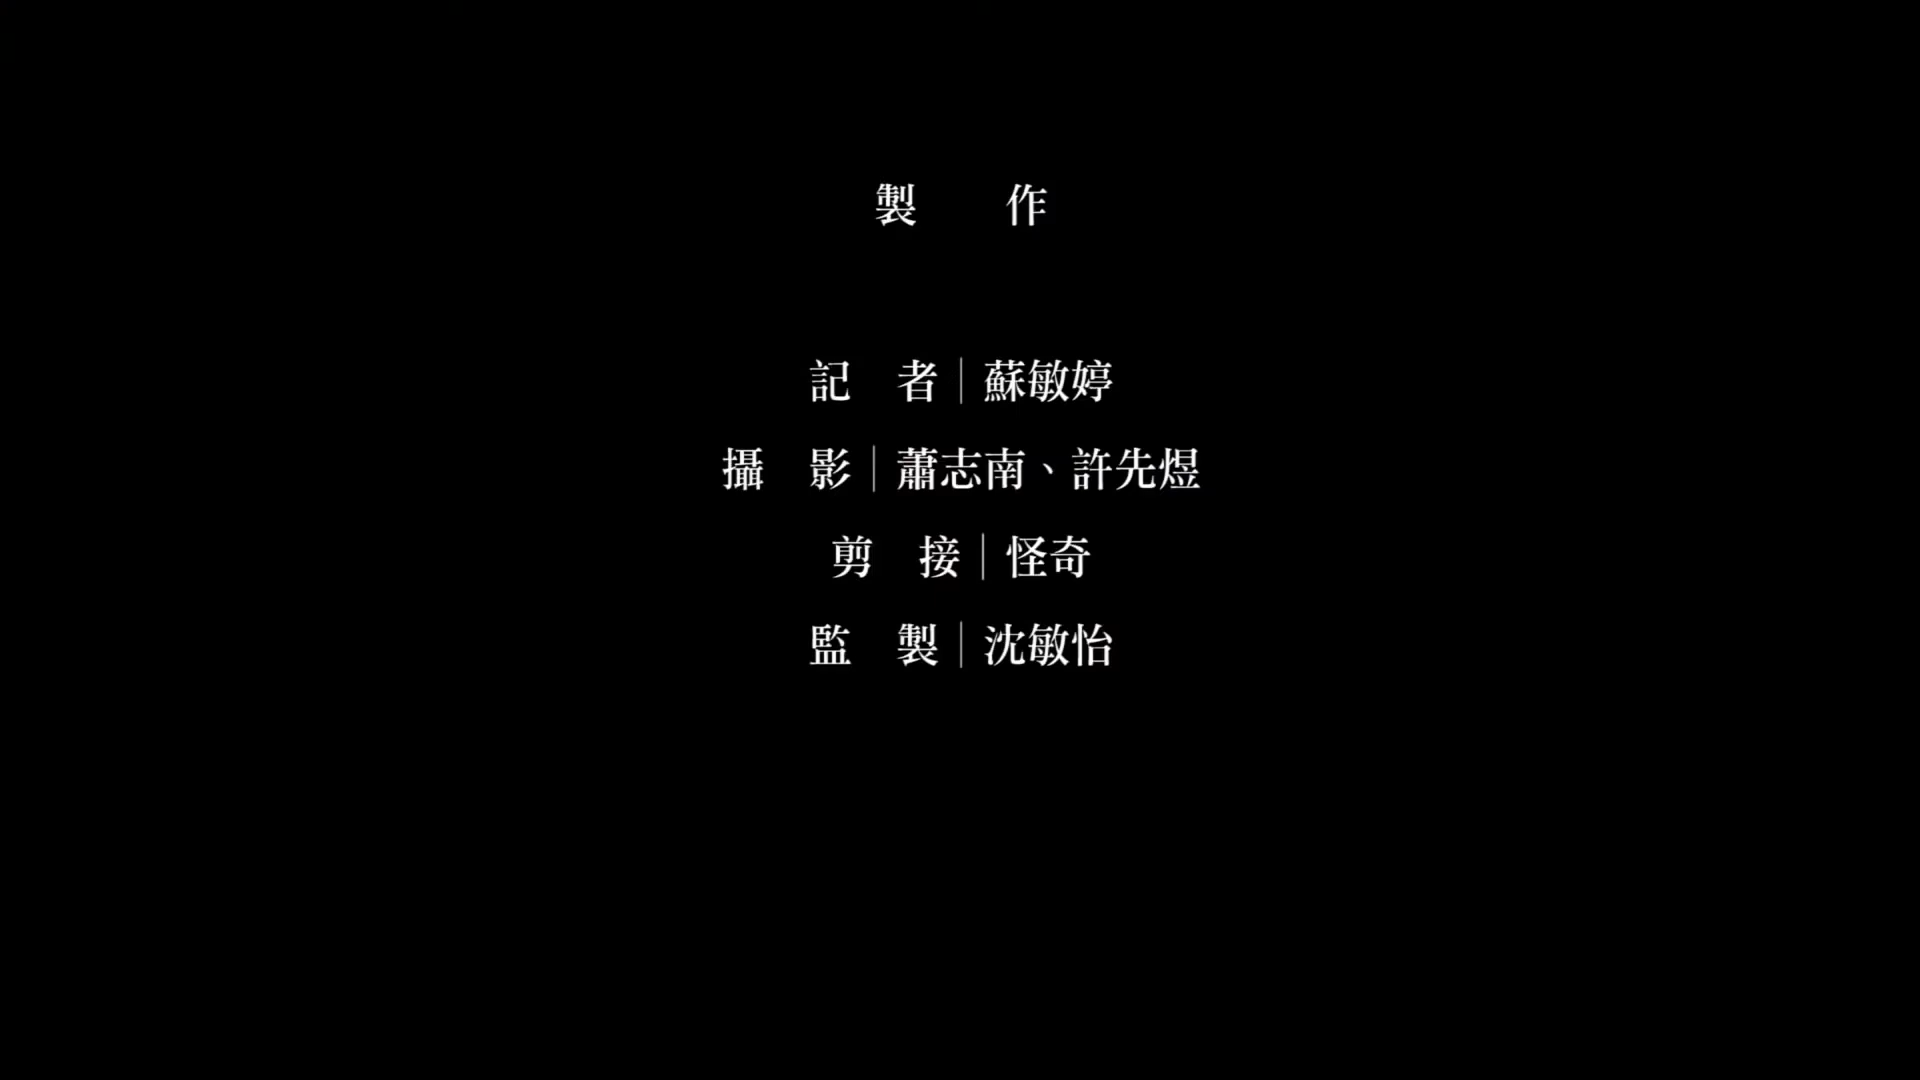 製　　作
記　者｜蘇敏婷
攝　影｜蕭志南、許先煜
剪　接｜怪奇
監　製｜沈敏怡